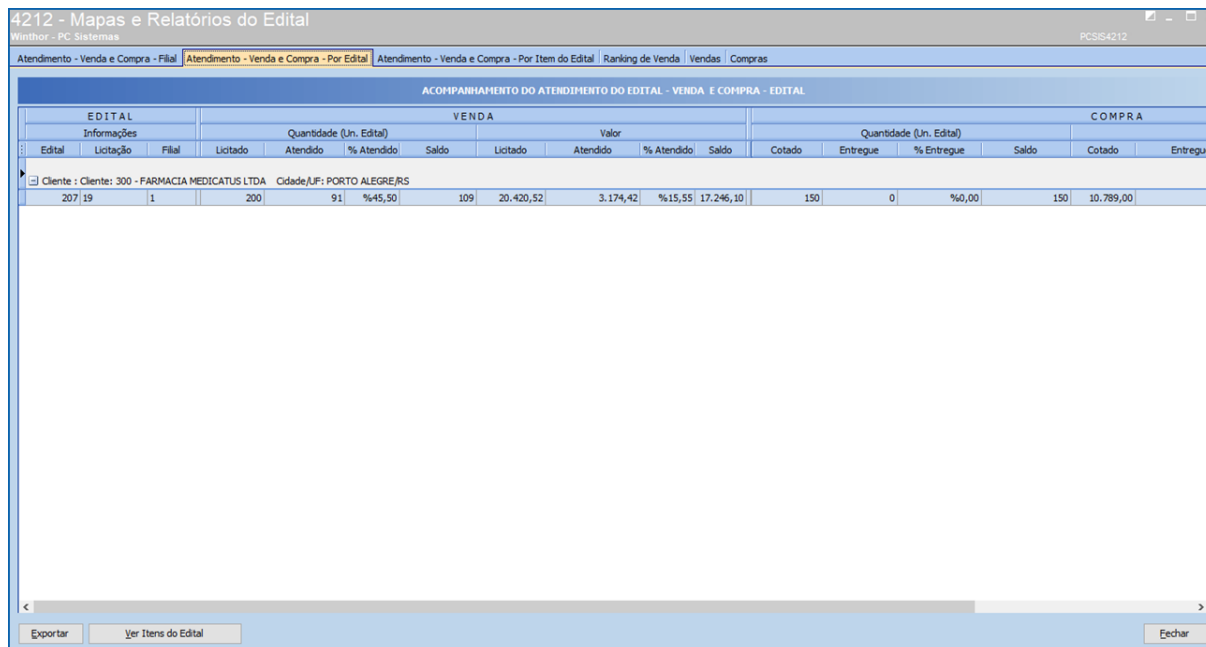 4212 - Mapas e Relatórios do Edital
Winthor - PC Sistemas PCSIS4212
Atendimento - Venda e Compra - Filial Atendimento - Venda e Compra - Por Edital Atendimento - Venda e Compra - Por Item do Edital Ranking de Venda Vendas Compras
ACOMPANHAMENTO DO ATENDIMENTO DO EDITAL - VENDA E COMPRA - EDITAL
EDITAL VENDA COMPRA
Informações Quantidade (Un. Edital) Valor Quantidade (Un. Edital)
Edital Licitação Filial Licitado Atendido % Atendido Saldo Licitado Atendido % Atendido Saldo Cotado Entregue % Entregue Saldo Cotado Entregu
Cliente : Cliente: 300 - FARMACIA MEDICATUS LTDA Cidade/UF: PORTO ALEGRE/RS
207 19 1 200 91 %45,50 109 20.420,52 3.174,42 %15,55 17.246,10 150 0 %0,00 150 10.789,00
Exportar Ver Itens do Edital Fechar